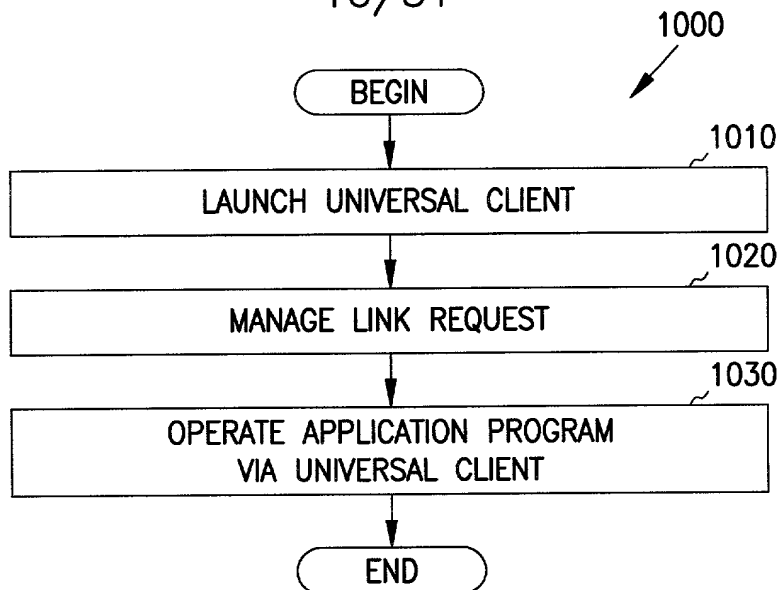 1000
BEGIN
1010
LAUNCH UNIVERSAL CLIENT
1020
MANAGE LINK REQUEST
1030
OPERATE APPLICATION PROGRAM
VIA UNIVERSAL CLIENT
END